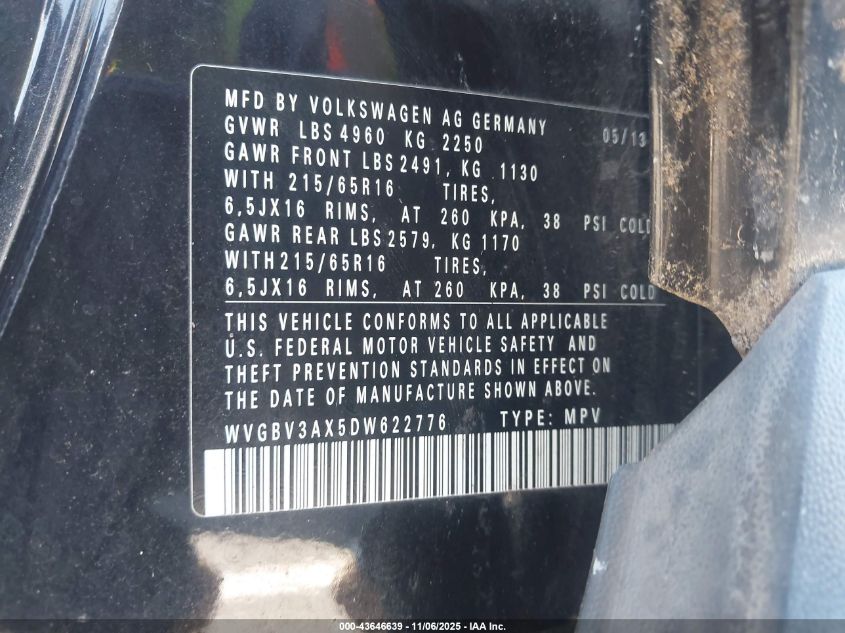 MFD BY VOLKSWAGEN AG GERMANY 05/13
GVWR LBS 4960 KG 2250
GAWR FRONT LBS 2491, KG 1130
WITH 215/65R16 TIRES,
6,5JX16 RIMS, AT 260 KPA, 38 PSI COLD
GAWR REAR LBS 2579, KG 1170
WITH 215/65R16 TIRES,
6,5JX16 RIMS, AT 260 KPA, 38 PSI COLD
THIS VEHICLE CONFORMS TO ALL APPLICABLE
U.S. FEDERAL MOTOR VEHICLE SAFETY AND
THEFT PREVENTION STANDARDS IN EFFECT ON
THE DATE OF MANUFACTURE SHOWN ABOVE.
WVGBV3AX5DW622776 TYPE: MPV
000-43646639 - 11/06/2025 - IAA Inc.